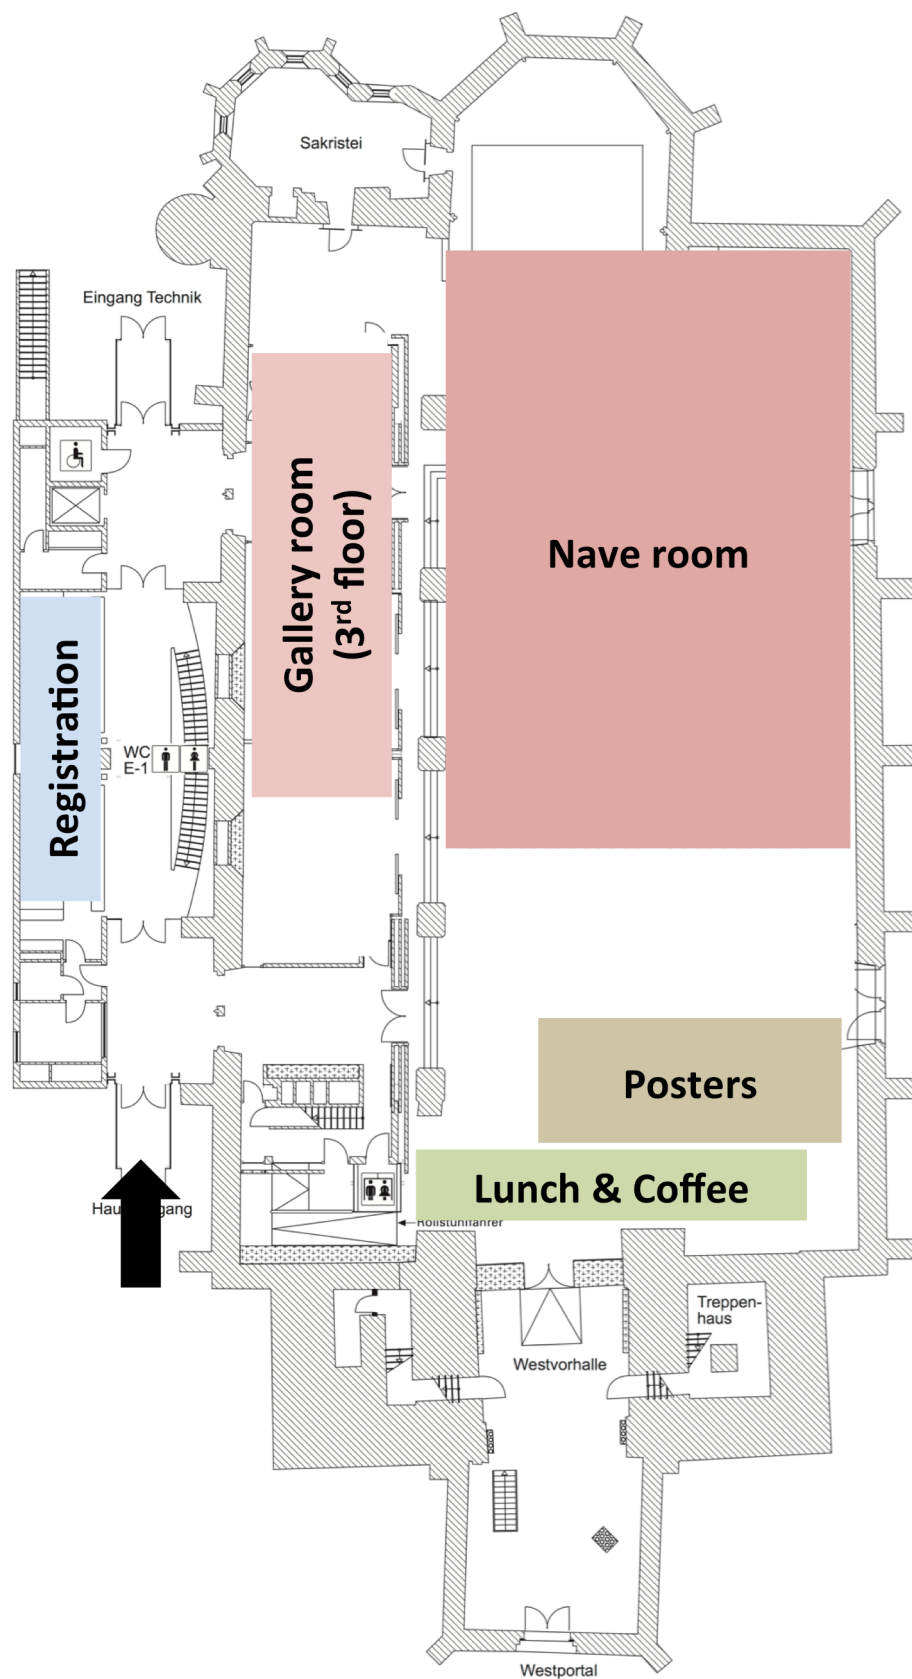 Sakristei
Eingang Technik
Gallery room
(3rd floor)
Nave room
Registration
WC
E-1
Posters
Lunch & Coffee
Rollstuhlfahrer
Treppen-
haus
Westvorhalle
Westportal